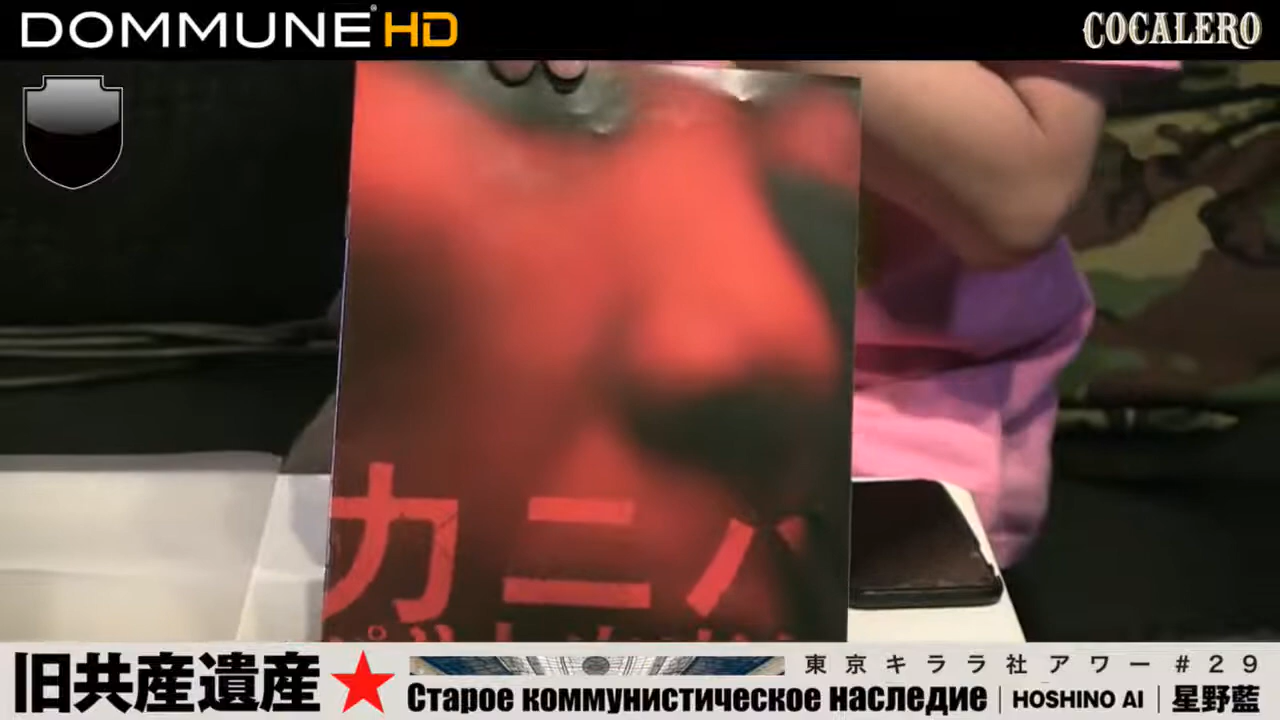 DOMMUNE® HD
COCALERO
カニバ
旧共産遺産★
東京キララ社アワー#29
Старое коммунистическое наследие | HOSHINO AI | 星野藍